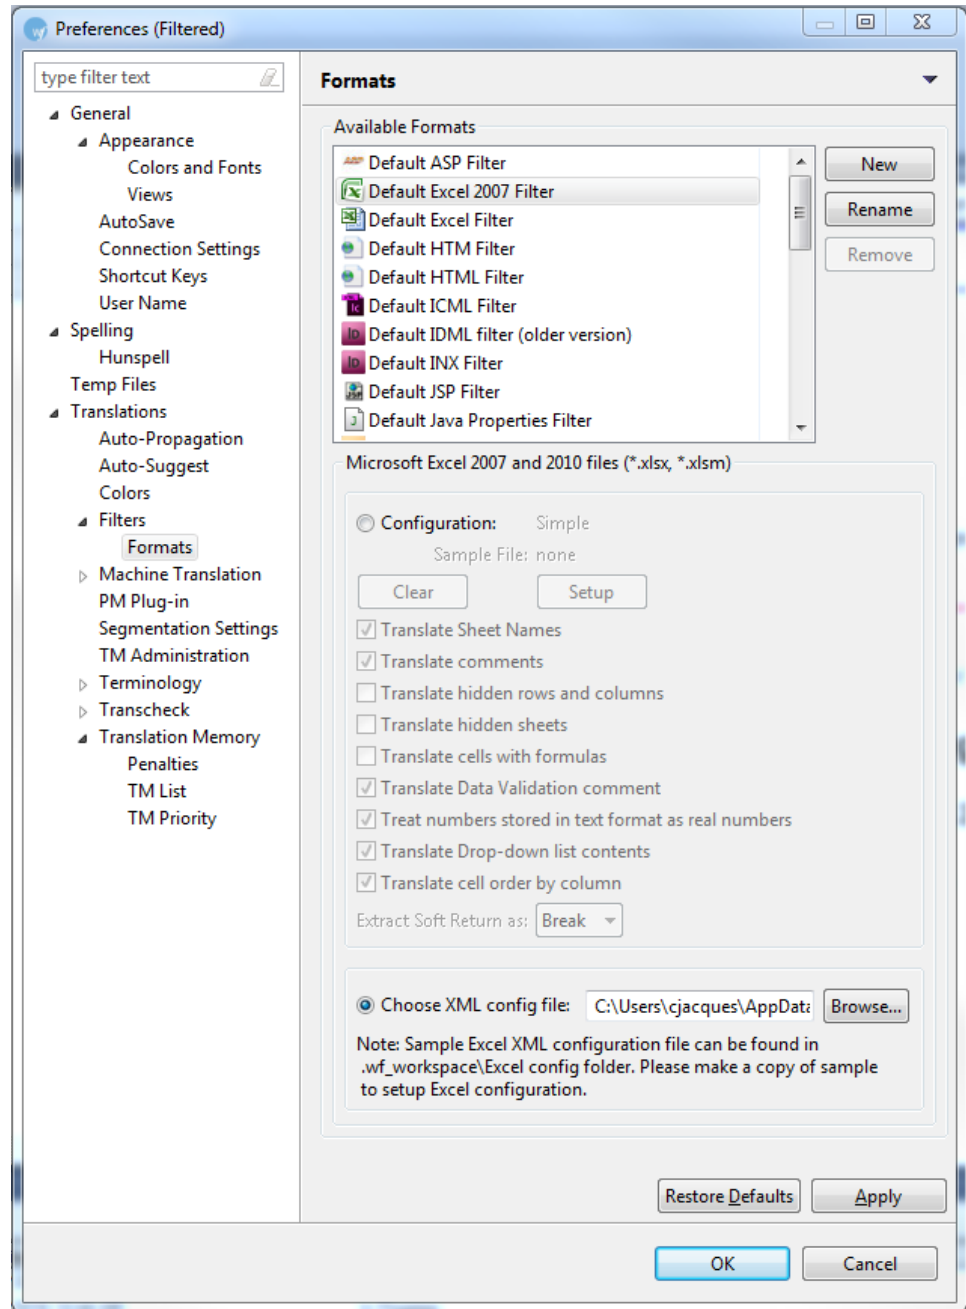 Preferences (Filtered)
type filter text
General
Appearance
Colors and Fonts
Views
AutoSave
Connection Settings
Shortcut Keys
User Name
Spelling
Hunspell
Temp Files
Translations
Auto-Propagation
Auto-Suggest
Colors
Filters
Formats
Machine Translation
PM Plug-in
Segmentation Settings
TM Administration
Terminology
Transcheck
Translation Memory
Penalties
TM List
TM Priority
Formats
Available Formats
Default ASP Filter
Default Excel 2007 Filter
Default Excel Filter
Default HTM Filter
Default HTML Filter
Default ICML Filter
Default IDML filter (older version)
Default INX Filter
Default JSP Filter
Default Java Properties Filter
New
Rename
Remove
Microsoft Excel 2007 and 2010 files (*.xlsx, *.xlsm)
Configuration: Simple
Sample File: none
Clear Setup
Translate Sheet Names
Translate comments
Translate hidden rows and columns
Translate hidden sheets
Translate cells with formulas
Translate Data Validation comment
Treat numbers stored in text format as real numbers
Translate Drop-down list contents
Translate cell order by column
Extract Soft Return as: Break
Choose XML config file: C:\Users\cjacques\AppData Browse...
Note: Sample Excel XML configuration file can be found in
.wf_workspace\Excel config folder. Please make a copy of sample
to setup Excel configuration.
Restore Defaults Apply
OK Cancel